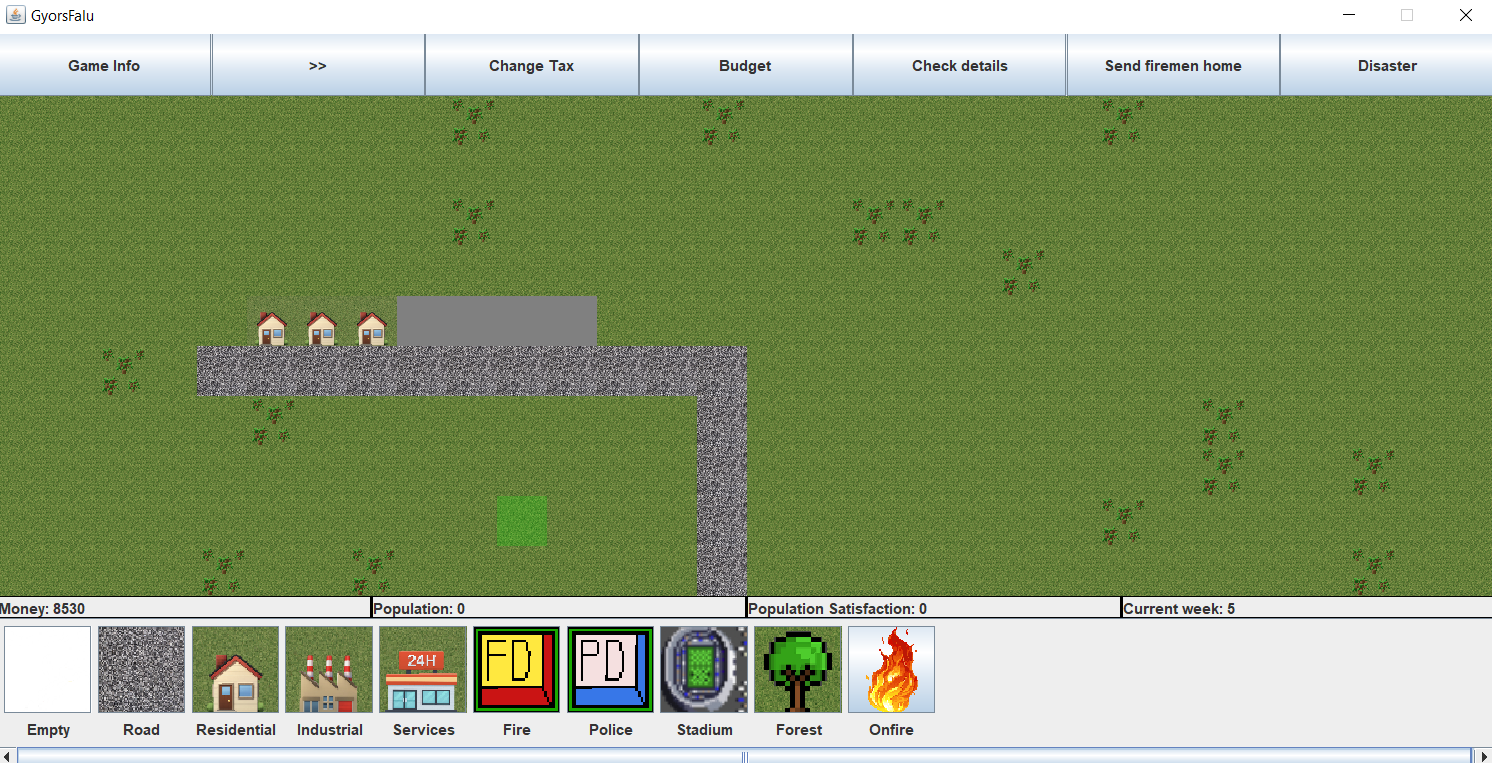 GyorsFalu
Game Info
>>
Change Tax
Budget
Check details
Send firemen home
Disaster
Money: 8530
Population: 0
Population Satisfaction: 0
Current week: 5
24H
FD
PD
Empty
Road
Residential
Industrial
Services
Fire
Police
Stadium
Forest
Onfire